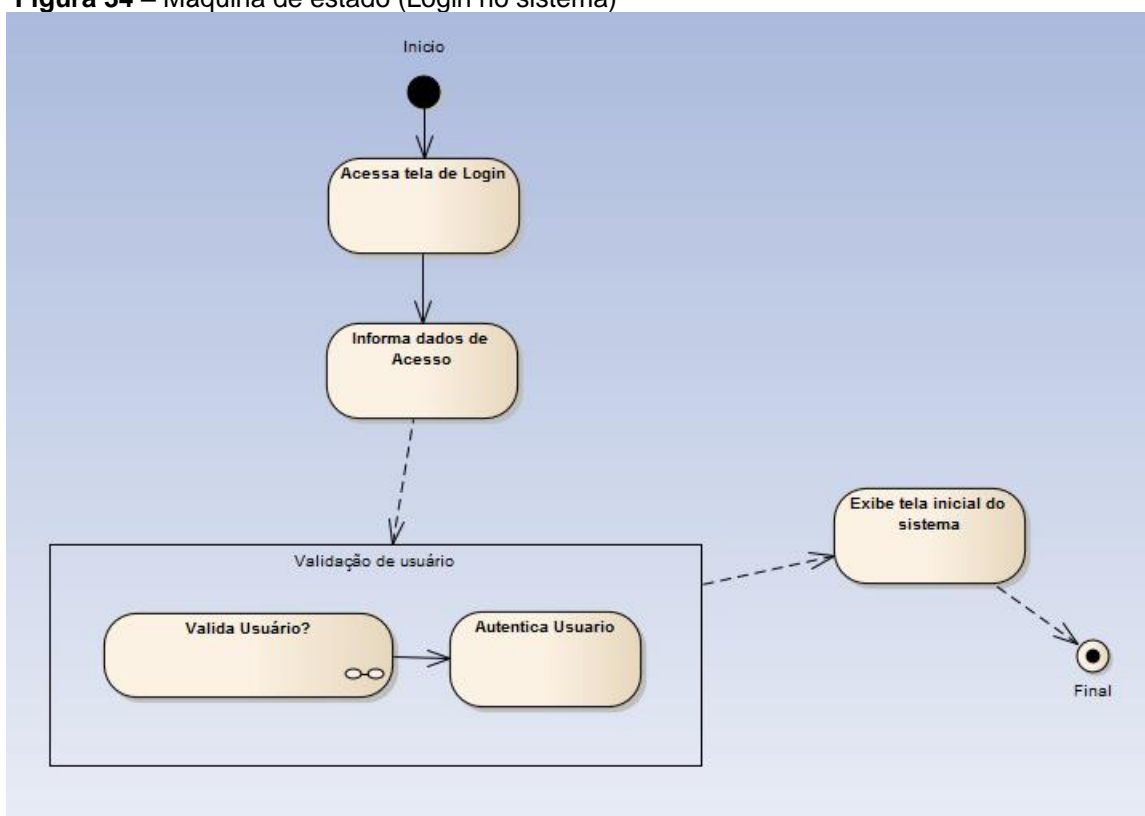 Figura 34 – Máquina de estado (Login no sistema)
Inicio
Acessa tela de Login
Informa dados de
Acesso
Exibe tela inicial do
sistema
Validação de usuário
Valida Usuário?
Autentica Usuario
Final